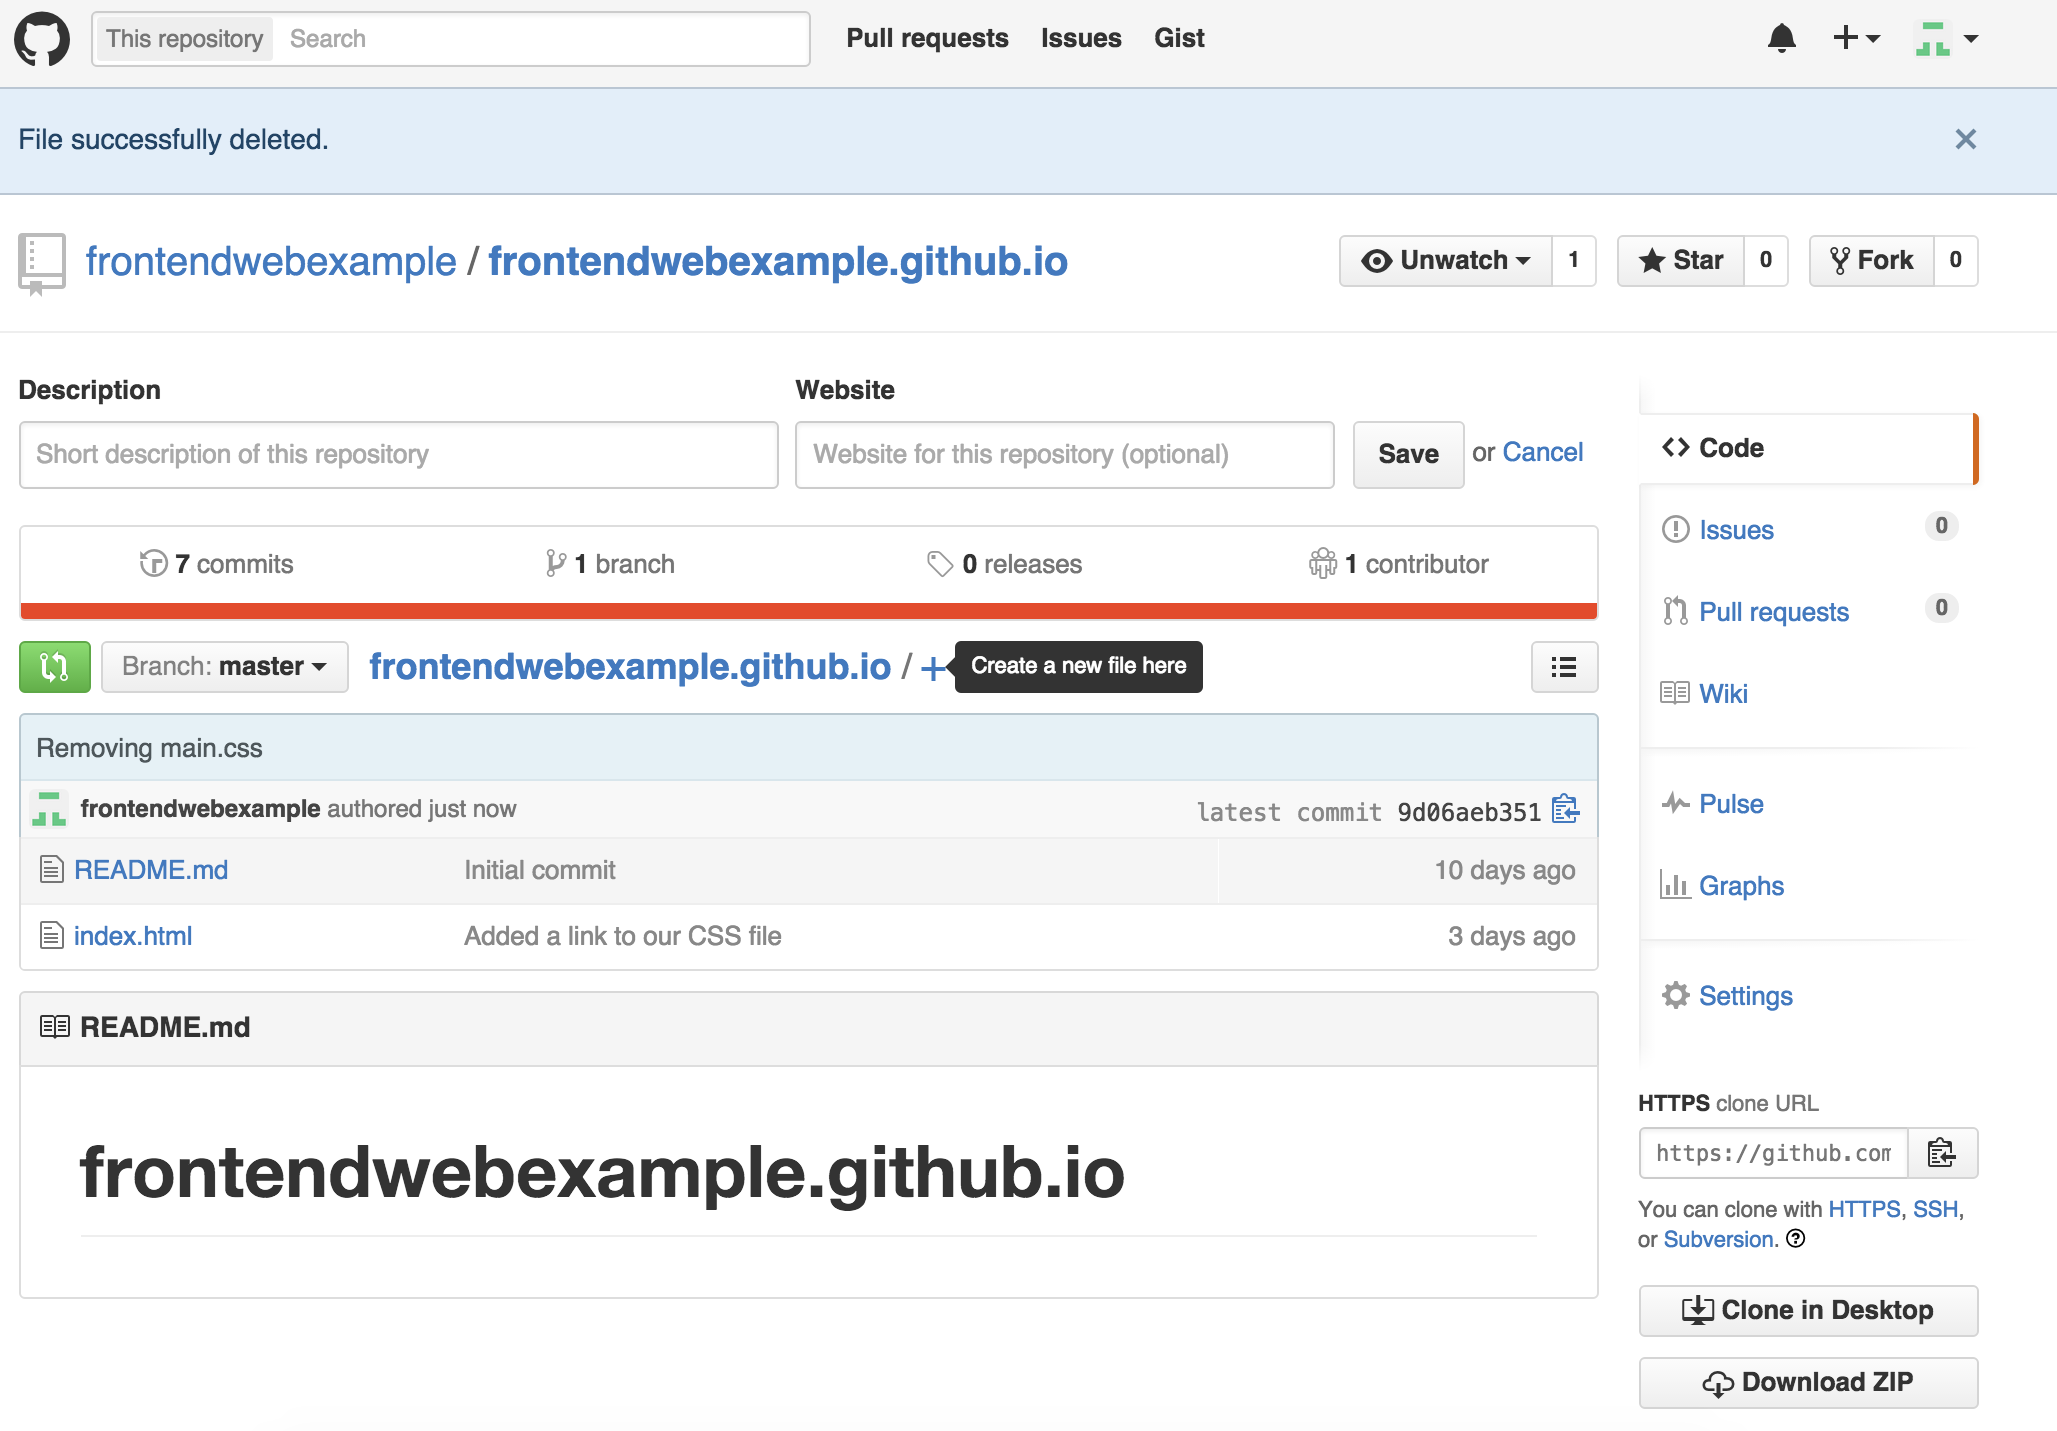 This repository Search Pull requests Issues Gist
File successfully deleted.
frontendwebexample / frontendwebexample.github.io Unwatch 1 Star 0 Fork 0
Description Website
Short description of this repository Website for this repository (optional) Save or Cancel
7 commits 1 branch 0 releases 1 contributor
Branch: master frontendwebexample.github.io / + Create a new file here
Removing main.css
frontendwebexample authored just now latest commit 9d06aeb351
README.md Initial commit 10 days ago
index.html Added a link to our CSS file 3 days ago
README.md
frontendwebexample.github.io
Code
Issues 0
Pull requests 0
Wiki
Pulse
Graphs
Settings
HTTPS clone URL
https://github.com
You can clone with HTTPS, SSH,
or Subversion.
Clone in Desktop
Download ZIP